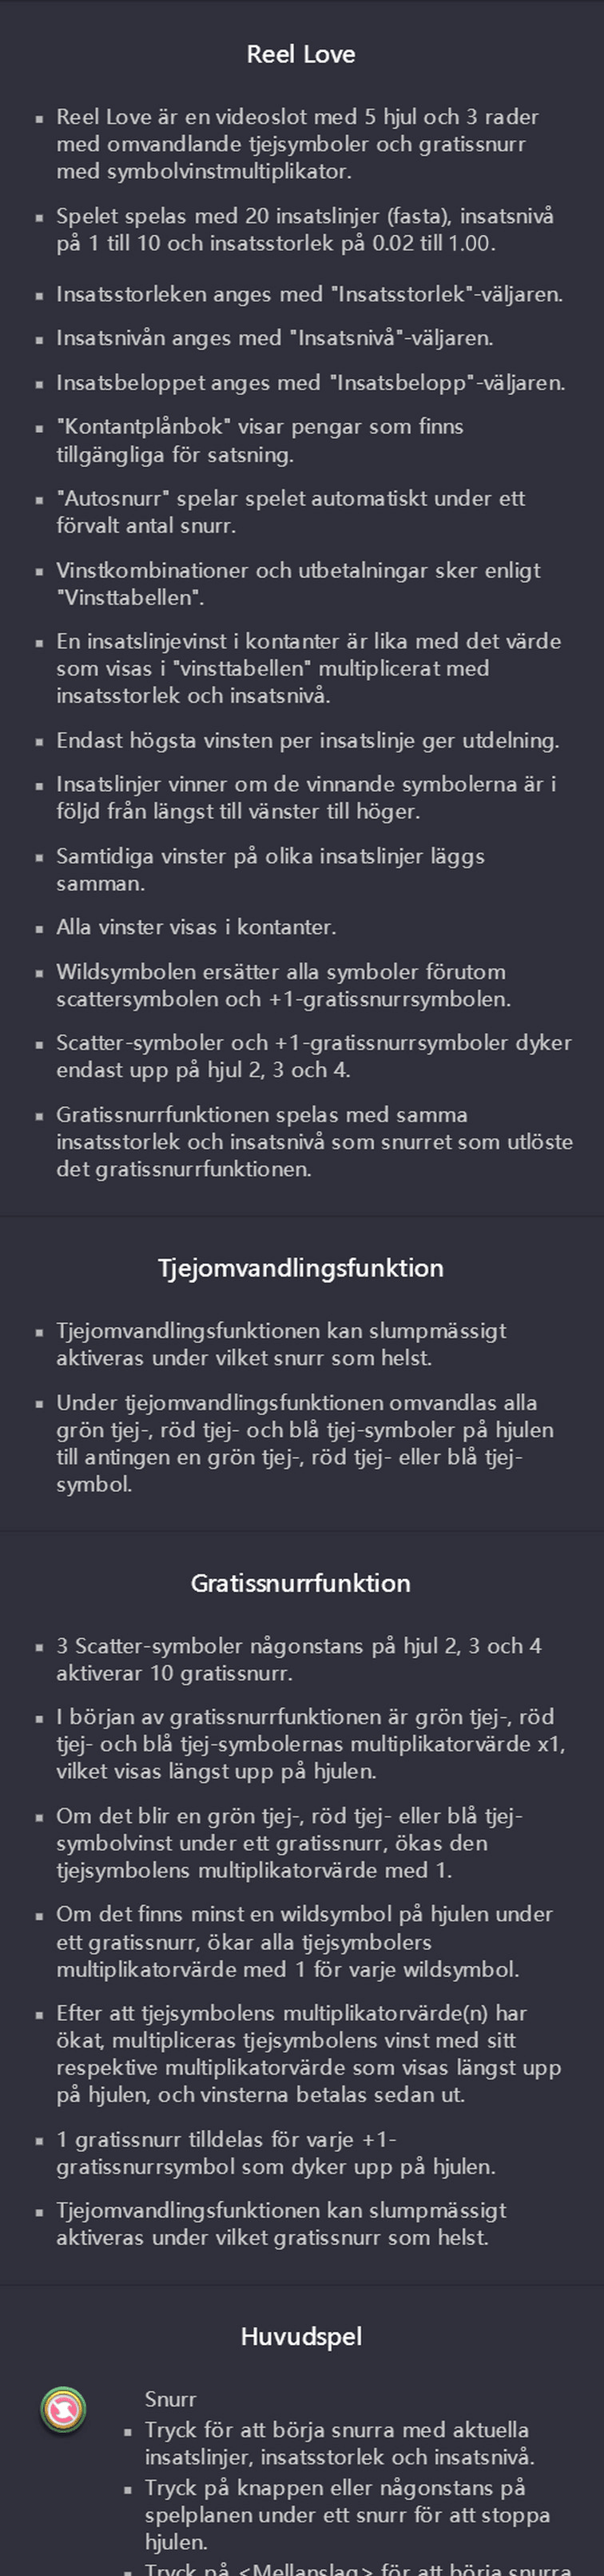 Reel Love
▪ Reel Love är en videoslot med 5 hjul och 3 rader
med omvandlande tjejsymboler och gratissnurr
med symbolvinstmultiplikator.
▪ Spelet spelas med 20 insatslinjer (fasta), insatsnivå
på 1 till 10 och insatsstorlek på 0.02 till 1.00.
▪ Insatsstorleken anges med "Insatsstorlek"-väljaren.
▪ Insatsnivån anges med "Insatsnivå"-väljaren.
▪ Insatsbeloppet anges med "Insatsbelopp"-väljaren.
▪ "Kontantplånbok" visar pengar som finns
tillgängliga för satsning.
▪ "Autosnurr" spelar spelet automatiskt under ett
förvalt antal snurr.
▪ Vinstkombinationer och utbetalningar sker enligt
"Vinsttabellen".
▪ En insatslinjevinst i kontanter är lika med det värde
som visas i "vinsttabellen" multiplicerat med
insatsstorlek och insatsnivå.
▪ Endast högsta vinsten per insatslinje ger utdelning.
▪ Insatslinjer vinner om de vinnande symbolerna är i
följd från längst till vänster till höger.
▪ Samtidiga vinster på olika insatslinjer läggs
samman.
▪ Alla vinster visas i kontanter.
▪ Wildsymbolen ersätter alla symboler förutom
scattersymbolen och +1-gratissnurrsymbolen.
▪ Scatter-symboler och +1-gratissnurrsymboler dyker
endast upp på hjul 2, 3 och 4.
▪ Gratissnurrfunktionen spelas med samma
insatsstorlek och insatsnivå som snurret som utlöste
det gratissnurrfunktionen.
Tjejomvandlingsfunktion
▪ Tjejomvandlingsfunktionen kan slumpmässigt
aktiveras under vilket snurr som helst.
▪ Under tjejomvandlingsfunktionen omvandlas alla
grön tjej-, röd tjej- och blå tjej-symboler på hjulen
till antingen en grön tjej-, röd tjej- eller blå tjej-
symbol.
Gratissnurrfunktion
▪ 3 Scatter-symboler någonstans på hjul 2, 3 och 4
aktiverar 10 gratissnurr.
▪ I början av gratissnurrfunktionen är grön tjej-, röd
tjej- och blå tjej-symbolernas multiplikatorvärde x1,
vilket visas längst upp på hjulen.
▪ Om det blir en grön tjej-, röd tjej- eller blå tjej-
symbolvinst under ett gratissnurr, ökas den
tjejsymbolens multiplikatorvärde med 1.
▪ Om det finns minst en wildsymbol på hjulen under
ett gratissnurr, ökar alla tjejsymbolers
multiplikatorvärde med 1 för varje wildsymbol.
▪ Efter att tjejsymbolens multiplikatorvärde(n) har
ökat, multipliceras tjejsymbolens vinst med sitt
respektive multiplikatorvärde som visas längst upp
på hjulen, och vinsterna betalas sedan ut.
▪ 1 gratissnurr tilldelas för varje +1-
gratissnurrsymbol som dyker upp på hjulen.
▪ Tjejomvandlingsfunktionen kan slumpmässigt
aktiveras under vilket gratissnurr som helst.
Huvudspel
Snurr
▪ Tryck för att börja snurra med aktuella
insatslinjer, insatsstorlek och insatsnivå.
▪ Tryck på knappen eller någonstans på
spelplanen under ett snurr för att stoppa
hjulen.
▪ Tryck på <Mellanslag> för att börja snurra